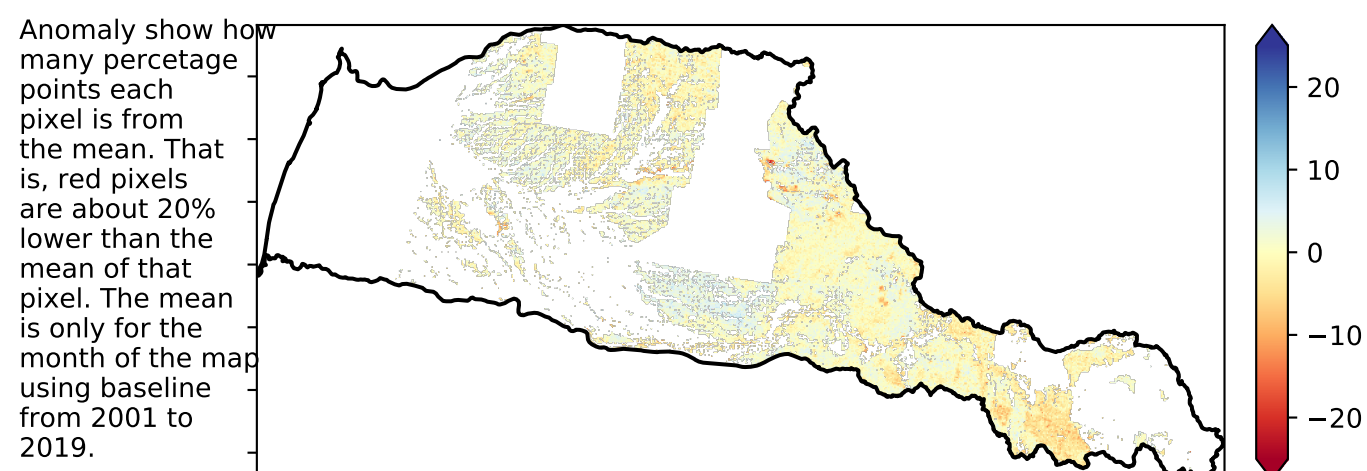 Anomaly show how
many percetage
points each
pixel is from
the mean. That
is, red pixels
are about 20%
lower than the
mean of that
pixel. The mean
is only for the
month of the map
using baseline
from 2001 to
2019.
20
10
0
−10
−20